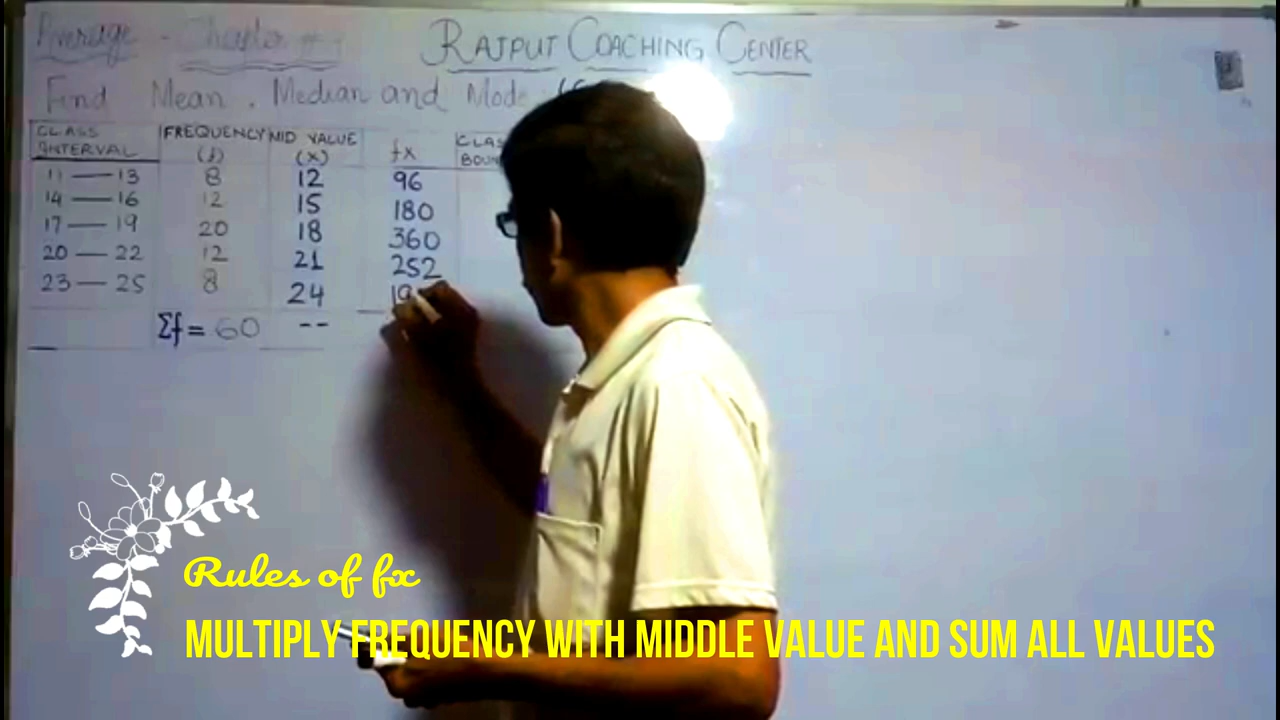 Average - Chapter # RAJPUT COACHING CENTER
Find Mean, Median and Mode
CLASS INTERVAL FREQUENCY (f) MID VALUE (X) fX
11 — 13 8 12 96
14 — 16 12 15 180
17 — 19 20 18 360
20 — 22 12 21 252
23 — 25 8 24
Σf = 60 --
Rules of fx
MULTIPLY FREQUENCY WITH MIDDLE VALUE AND SUM ALL VALUES